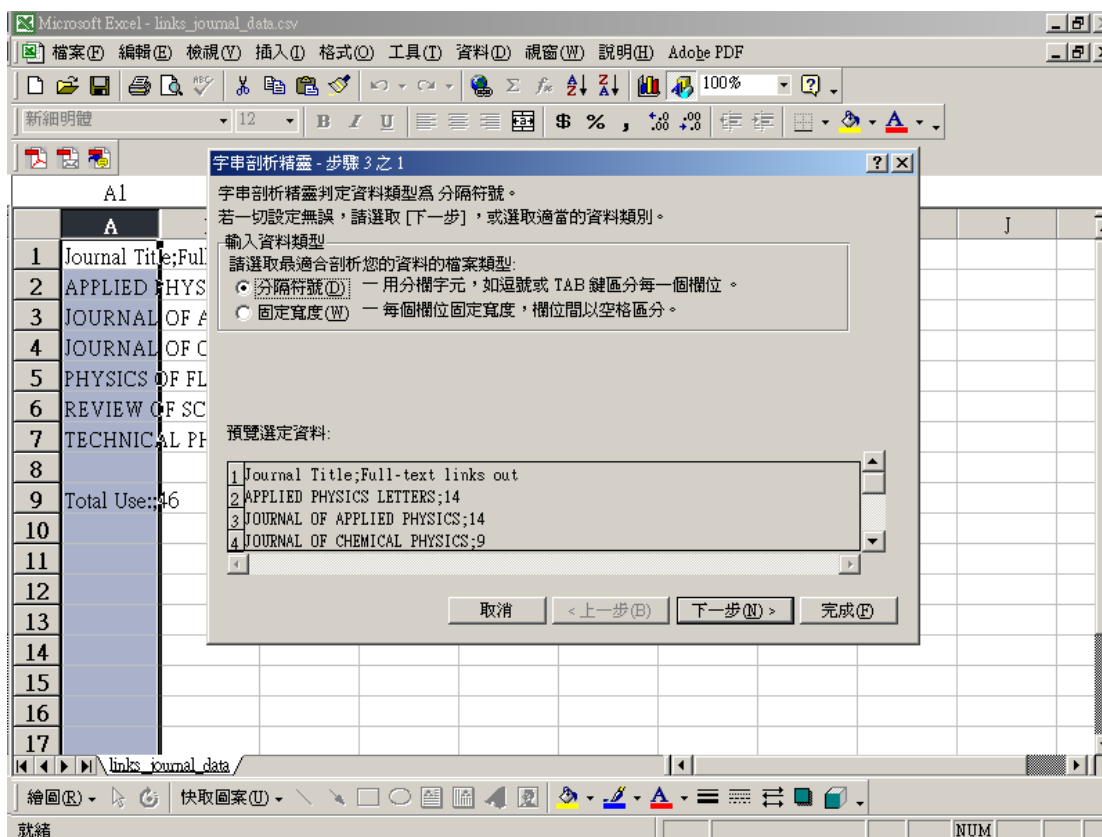 Microsoft Excel - links_journal_data.csv
檔案(F) 編輯(E) 檢視(V) 插入(I) 格式(O) 工具(T) 資料(D) 視窗(W) 說明(H) Adobe PDF
100%
新細明體 12 B I U $ % ,
字串剖析精靈 - 步驟 3 之 1
A1
字串剖析精靈判定資料類型為 分隔符號。
若一切設定無誤，請選取 [下一步]，或選取適當的資料類別。
輸入資料類型
請選取最適合剖析您的資料的檔案類型:
分隔符號(D) — 用分欄字元，如逗號或 TAB 鍵區分每一個欄位 。
固定寬度(W) — 每個欄位固定寬度，欄位間以空格區分。
A J
1 Journal Title;Ful
2 APPLIED PHYS
3 JOURNAL OF A
4 JOURNAL OF C
5 PHYSICS OF FL
6 REVIEW OF SC
7 TECHNICAL PH
8
9 Total Use:;46
10
11
12
13
14
15
16
17
預覽選定資料:
1 Journal Title;Full-text links out
2 APPLIED PHYSICS LETTERS;14
3 JOURNAL OF APPLIED PHYSICS;14
4 JOURNAL OF CHEMICAL PHYSICS;9
取消 <上一步(B) 下一步(N) > 完成(F)
links_journal_data
繪圖(R) 快取圖案(U)
就緒 NUM